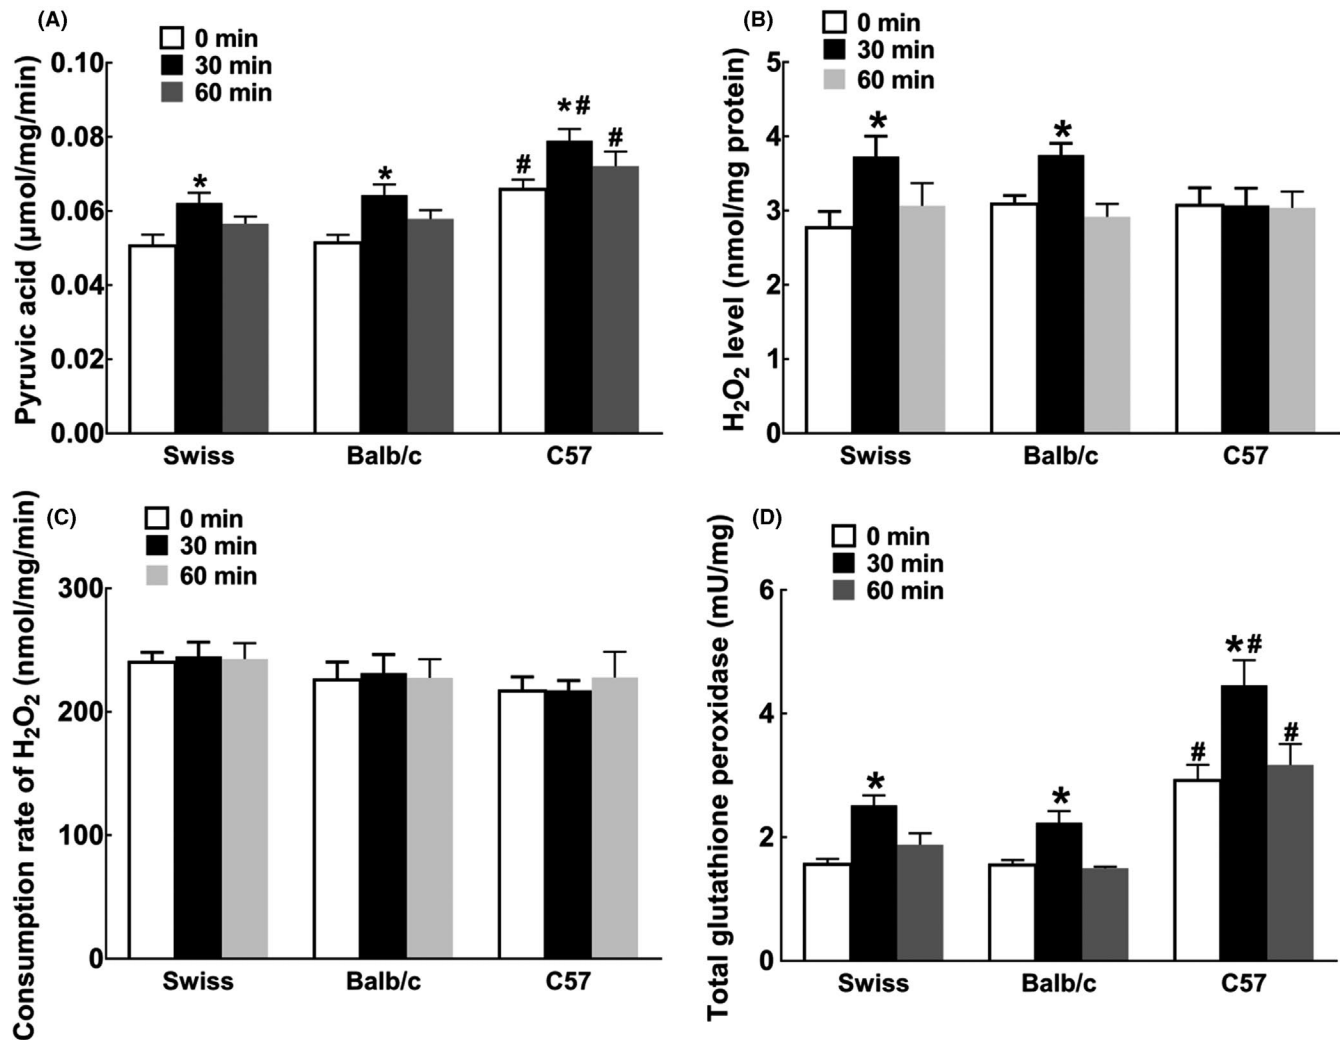 (A)
0 min
30 min
60 min
Pyruvic acid (µmol/mg/min)
0.10
0.08
0.06
0.04
0.02
0.00
*
*
#
*#
#
Swiss
Balb/c
C57
(B)
0 min
30 min
60 min
H₂O₂ level (nmol/mg protein)
5
4
3
2
1
0
*
*
Swiss
Balb/c
C57
(C)
0 min
30 min
60 min
Consumption rate of H₂O₂ (nmol/mg/min)
300
200
100
0
Swiss
Balb/c
C57
(D)
0 min
30 min
60 min
Total glutathione peroxidase (mU/mg)
6
4
2
0
*
*
#
*#
#
Swiss
Balb/c
C57